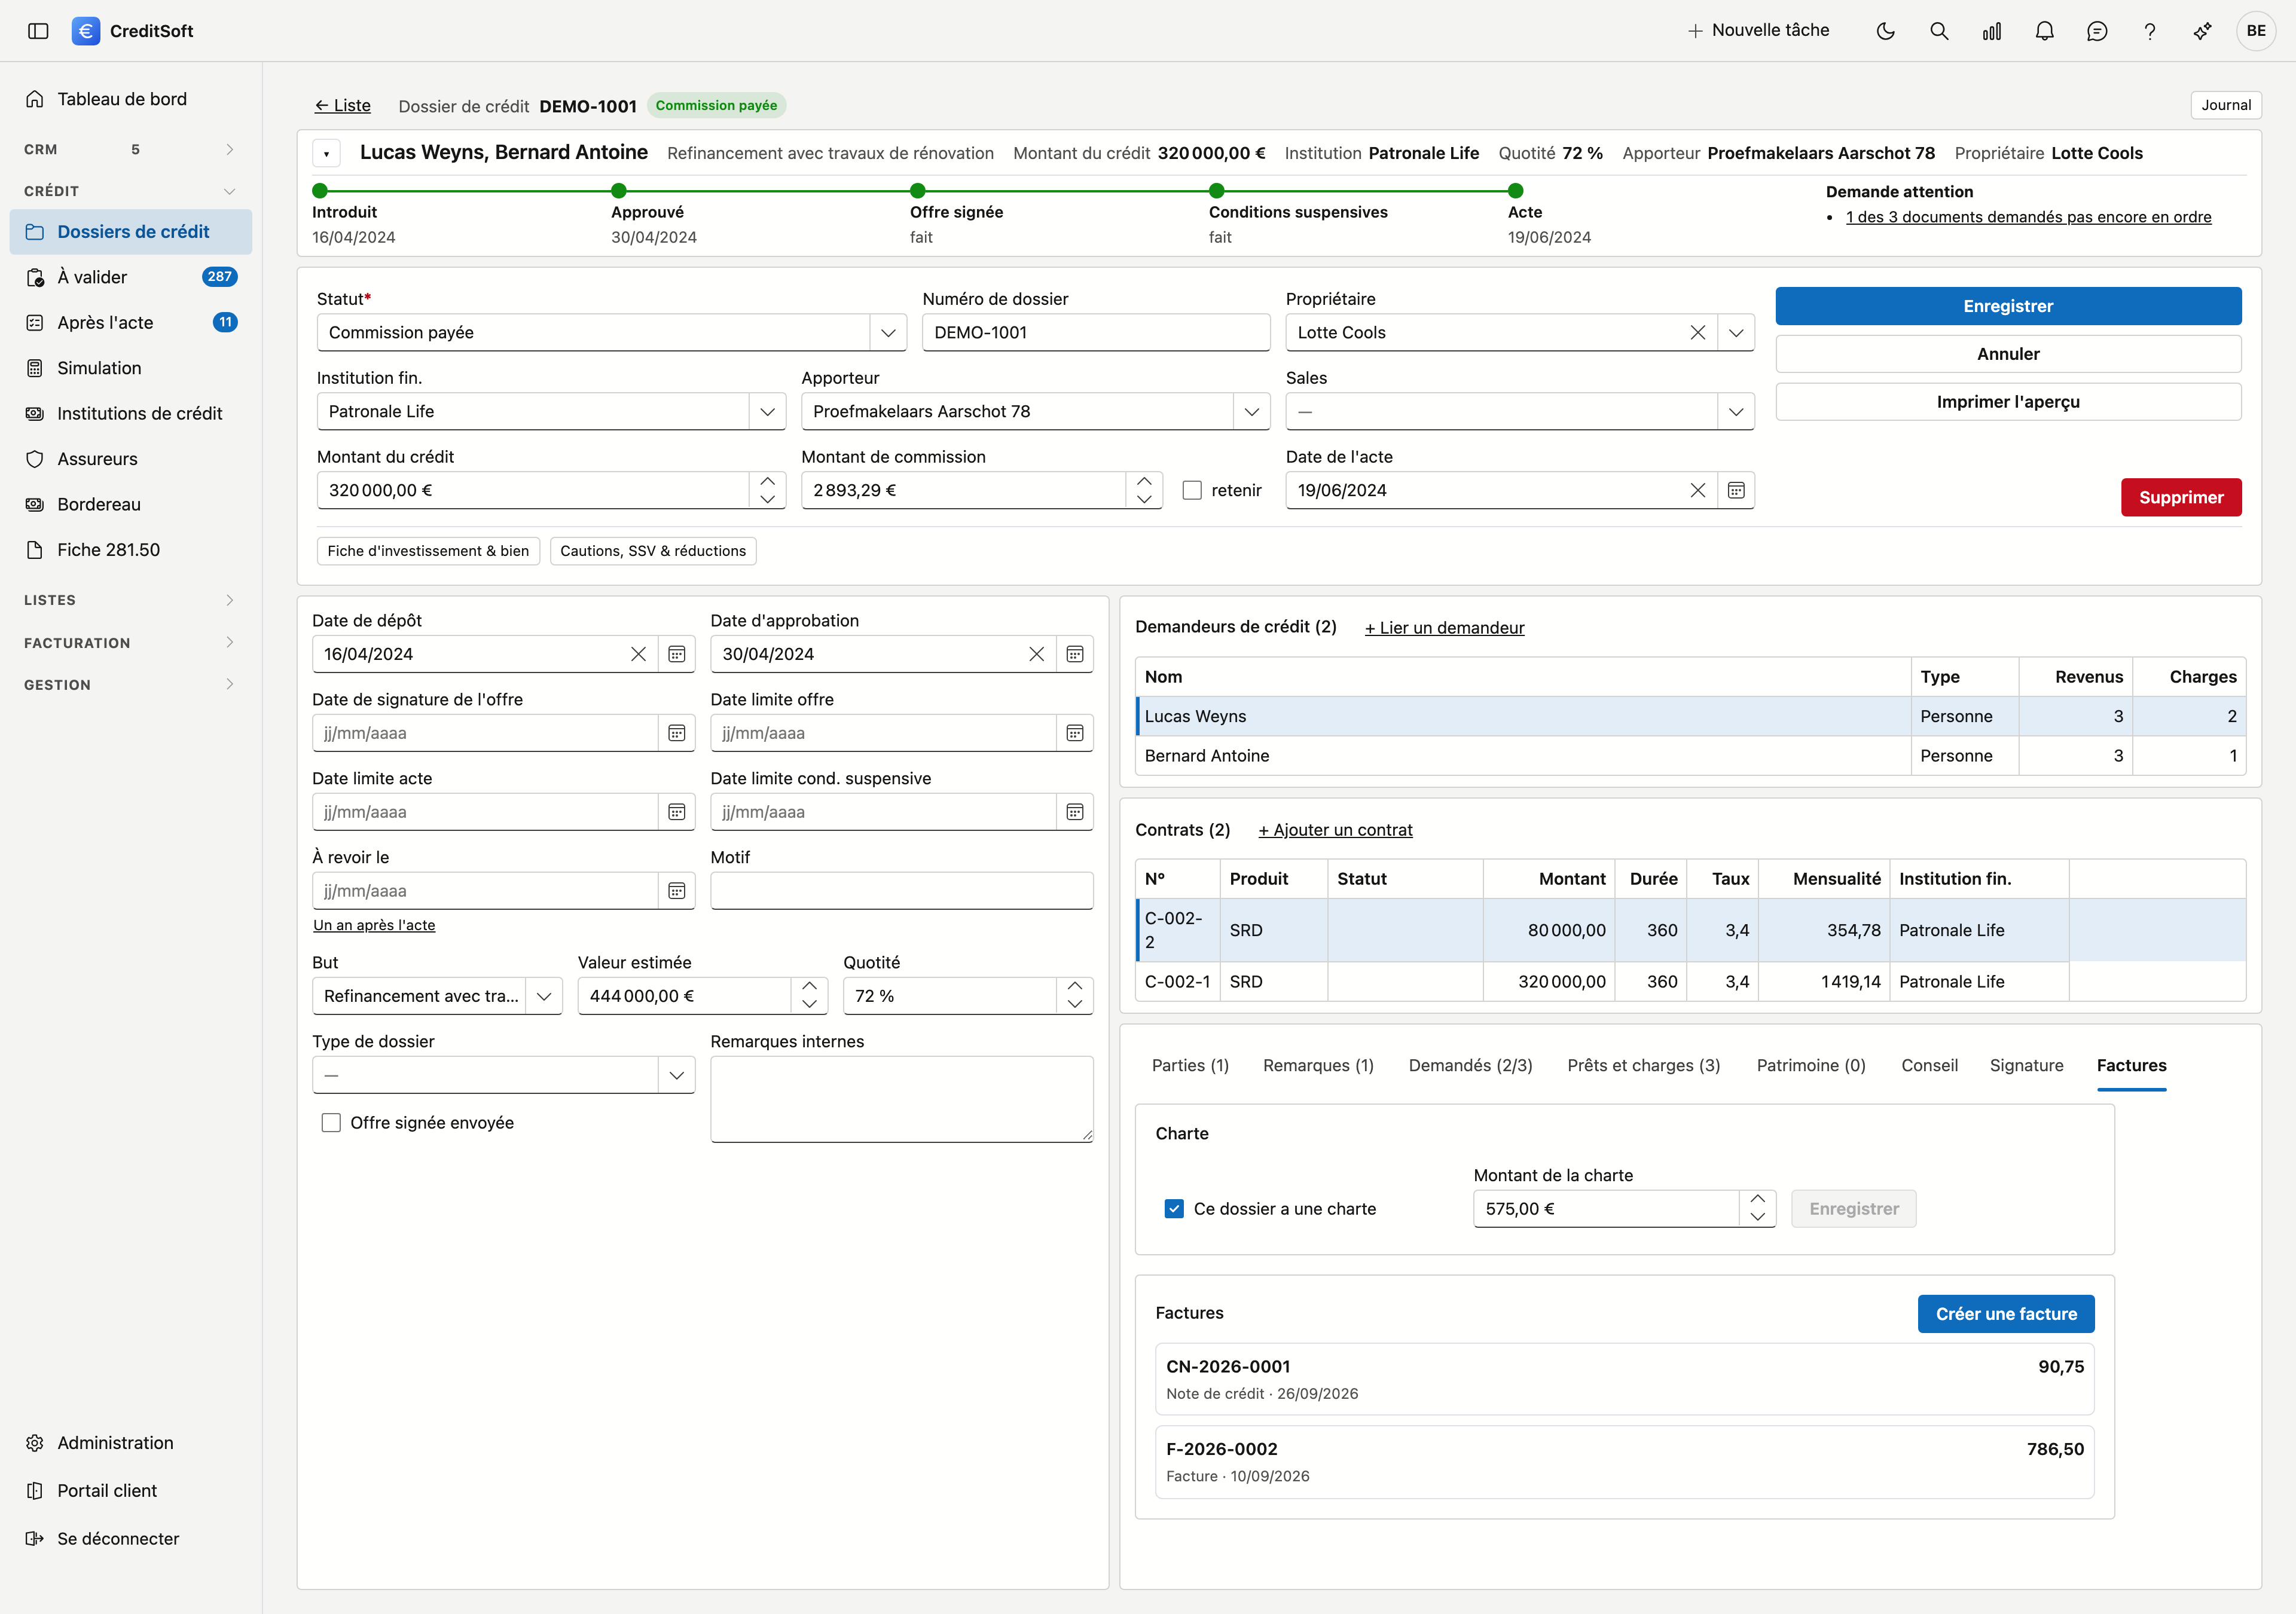 CreditSoft
Nouvelle tâche
BE
Tableau de bord
CRM 5
CRÉDIT
Dossiers de crédit
À valider 287
Après l'acte 11
Simulation
Institutions de crédit
Assureurs
Bordereau
Fiche 281.50
LISTES
FACTURATION
GESTION
Administration
Portail client
Se déconnecter
← Liste Dossier de crédit DEMO-1001 Commission payée Journal
Lucas Weyns, Bernard Antoine Refinancement avec travaux de rénovation Montant du crédit 320 000,00 € Institution Patronale Life Quotité 72 % Apporteur Proefmakelaars Aarschot 78 Propriétaire Lotte Cools
Introduit Approuvé Offre signée Conditions suspensives Acte
16/04/2024 30/04/2024 fait fait 19/06/2024
Demande attention
• 1 des 3 documents demandés pas encore en ordre
Statut* Numéro de dossier Propriétaire
Commission payée DEMO-1001 Lotte Cools
Institution fin. Apporteur Sales
Patronale Life Proefmakelaars Aarschot 78 —
Montant du crédit Montant de commission Date de l'acte
320 000,00 € 2 893,29 € retenir 19/06/2024
Enregistrer
Annuler
Imprimer l'aperçu
Supprimer
Fiche d'investissement & bien Cautions, SSV & réductions
Date de dépôt Date d'approbation
16/04/2024 30/04/2024
Date de signature de l'offre Date limite offre
jj/mm/aaaa jj/mm/aaaa
Date limite acte Date limite cond. suspensive
jj/mm/aaaa jj/mm/aaaa
À revoir le Motif
jj/mm/aaaa
Un an après l'acte
But Valeur estimée Quotité
Refinancement avec tra... 444 000,00 € 72 %
Type de dossier Remarques internes
—
Offre signée envoyée
Demandeurs de crédit (2) + Lier un demandeur
Nom Type Revenus Charges
Lucas Weyns Personne 3 2
Bernard Antoine Personne 3 1
Contrats (2) + Ajouter un contrat
N° Produit Statut Montant Durée Taux Mensualité Institution fin.
C-002-
2 SRD 80 000,00 360 3,4 354,78 Patronale Life
C-002-1 SRD 320 000,00 360 3,4 1 419,14 Patronale Life
Parties (1) Remarques (1) Demandés (2/3) Prêts et charges (3) Patrimoine (0) Conseil Signature Factures
Charte
Montant de la charte
Ce dossier a une charte 575,00 € Enregistrer
Factures Créer une facture
CN-2026-0001 90,75
Note de crédit · 26/09/2026
F-2026-0002 786,50
Facture · 10/09/2026